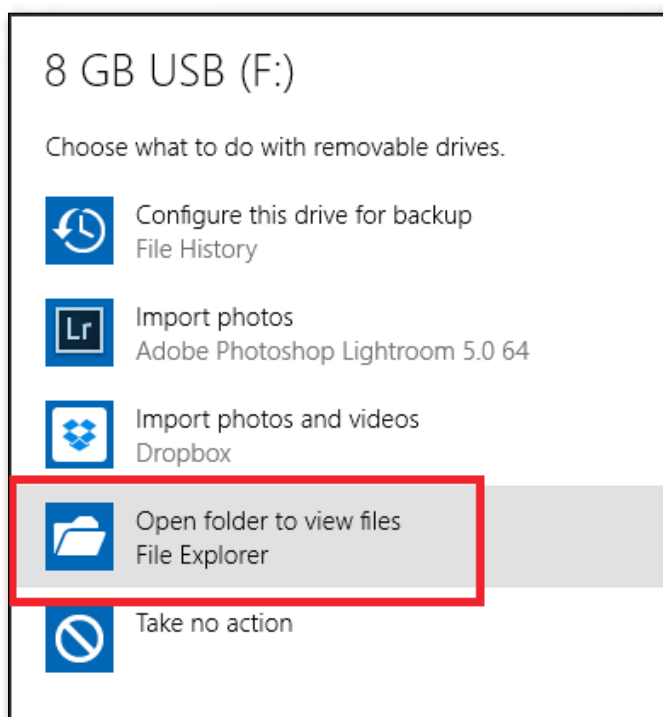 8 GB USB (F:)
Choose what to do with removable drives.
Configure this drive for backup
File History
Lr
Import photos
Adobe Photoshop Lightroom 5.0 64
Import photos and videos
Dropbox
Open folder to view files
File Explorer
Take no action